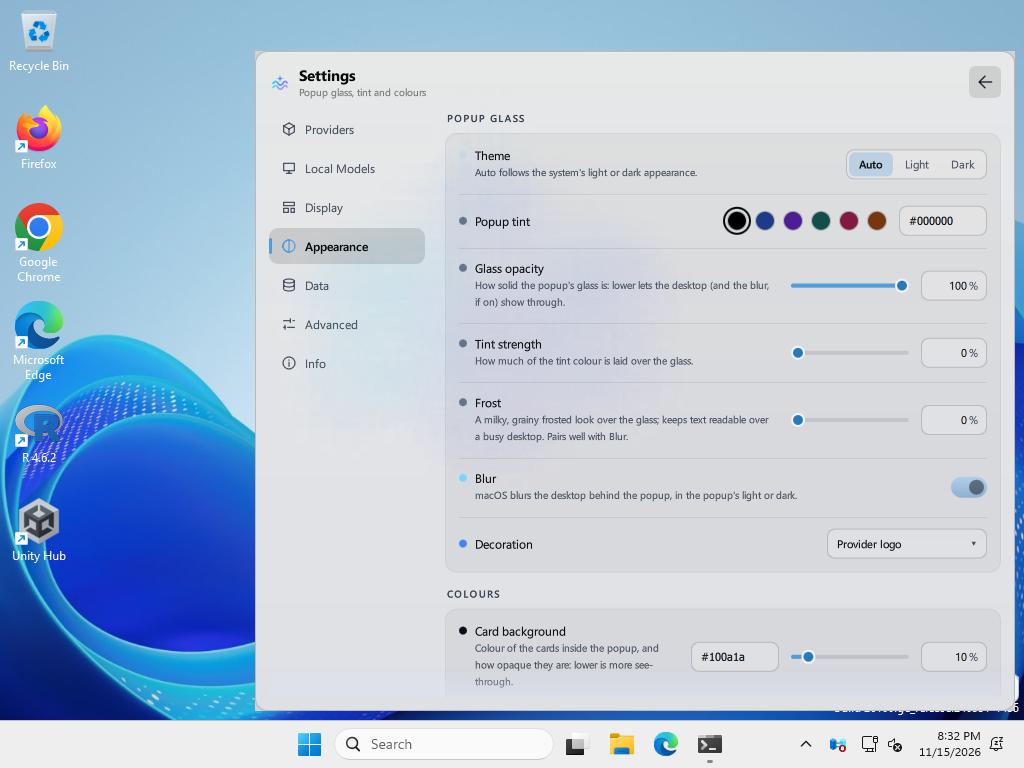 Recycle Bin
Firefox
Google
Chrome
Microsoft
Edge
R 4.6.2
Unity Hub
Settings
Popup glass, tint and colours
Providers
Local Models
Display
Appearance
Data
Advanced
Info
POPUP GLASS
Theme
Auto follows the system's light or dark appearance.
Auto Light Dark
Popup tint
#000000
Glass opacity
How solid the popup's glass is: lower lets the desktop (and the blur,
if on) show through.
100 %
Tint strength
How much of the tint colour is laid over the glass.
0 %
Frost
A milky, grainy frosted look over the glass; keeps text readable over
a busy desktop. Pairs well with Blur.
0 %
Blur
macOS blurs the desktop behind the popup, in the popup's light or dark.
Decoration
Provider logo
COLOURS
Card background
Colour of the cards inside the popup, and
how opaque they are: lower is more see-
through.
#100a1a
10 %
Search
8:32 PM
11/15/2026